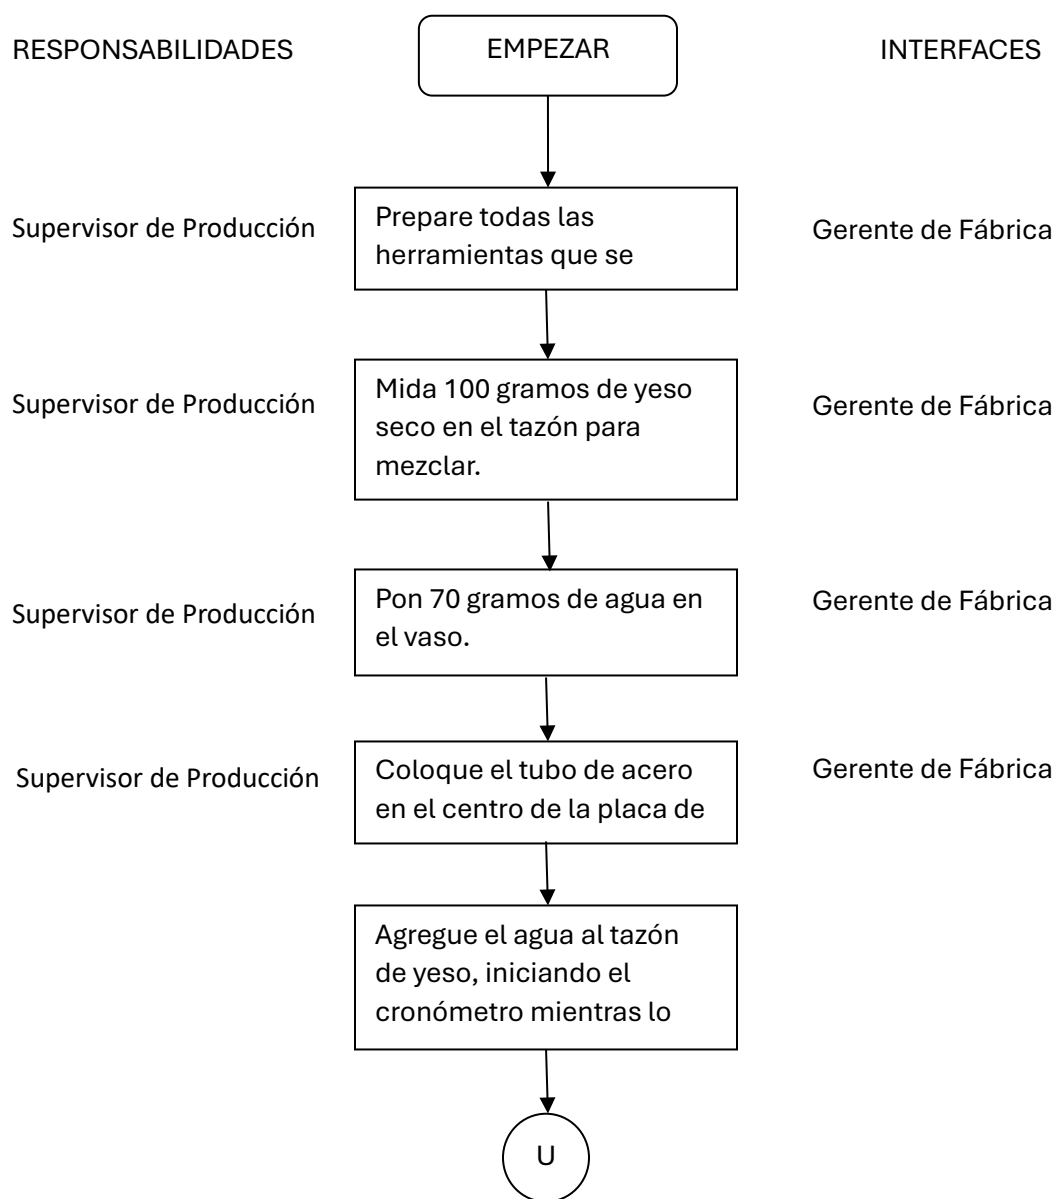 RESPONSABILIDADES
EMPEZAR
INTERFACES
Supervisor de Producción
Prepare todas las
herramientas que se
Gerente de Fábrica
Supervisor de Producción
Mida 100 gramos de yeso
seco en el tazón para
mezclar.
Gerente de Fábrica
Supervisor de Producción
Pon 70 gramos de agua en
el vaso.
Gerente de Fábrica
Supervisor de Producción
Coloque el tubo de acero
en el centro de la placa de
Gerente de Fábrica
Agregue el agua al tazón
de yeso, iniciando el
cronómetro mientras lo
U